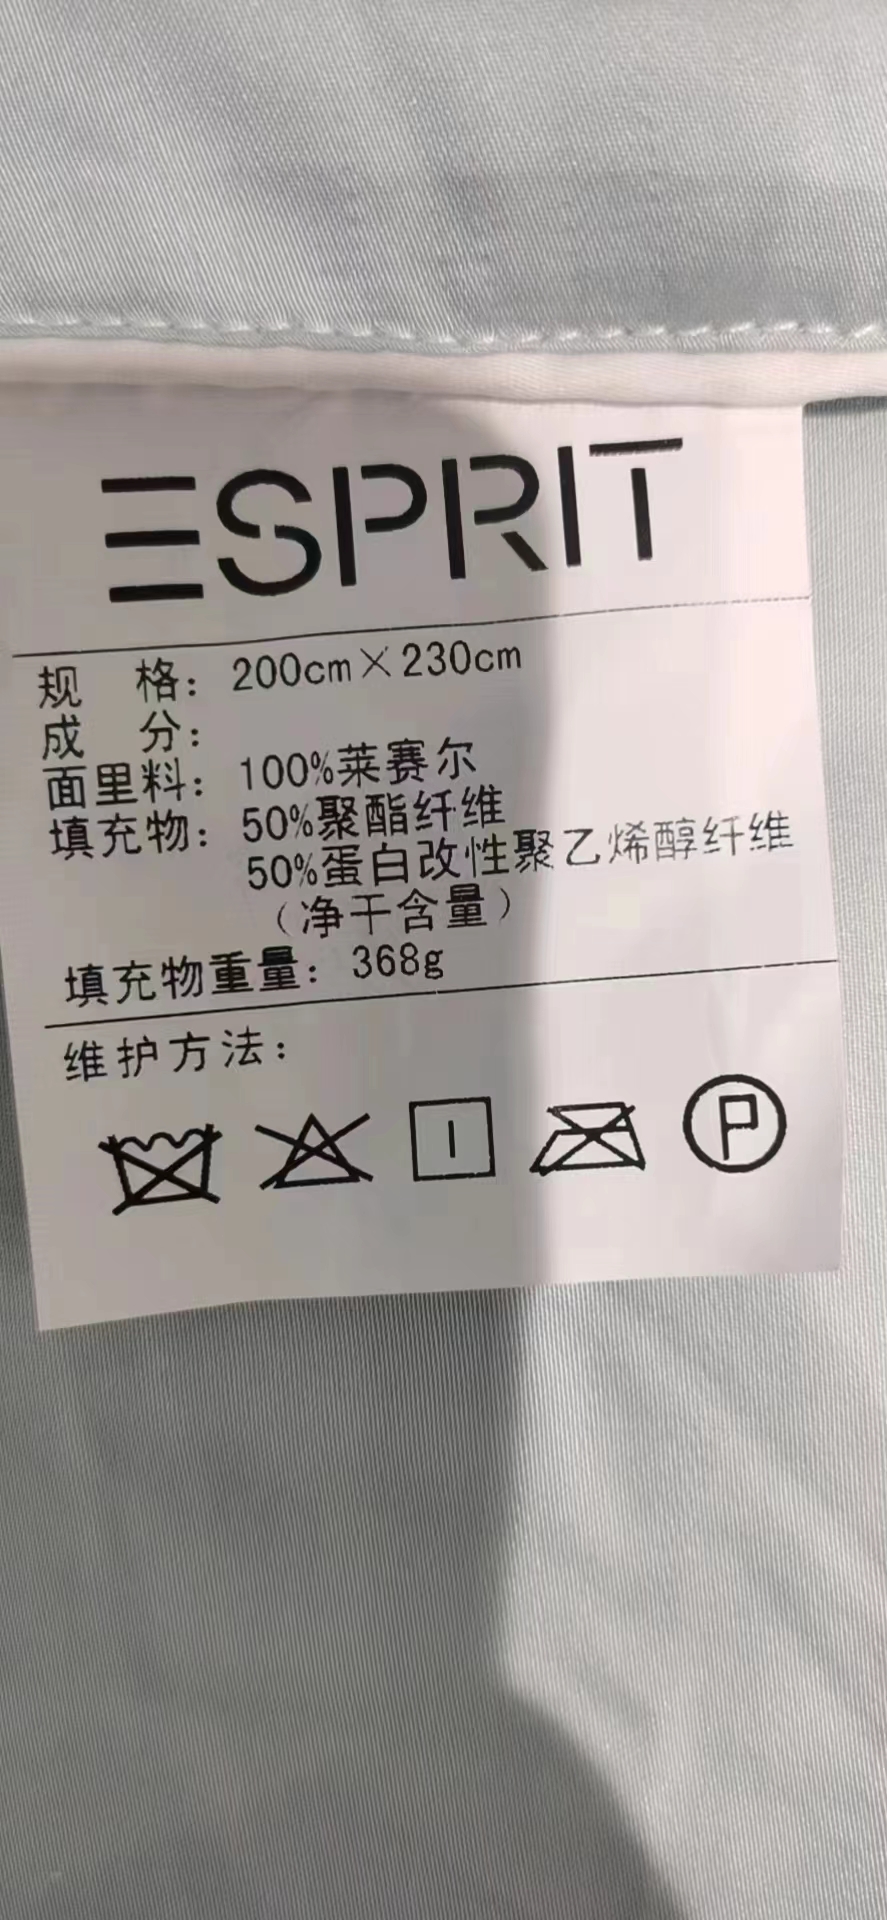 ESPRIT
规 格：200cm×230cm
成 分：
面里料：100%莱赛尔
填充物：50%聚酯纤维
50%蛋白改性聚乙烯醇纤维
（净干含量）
填充物重量：368g
维护方法：
P